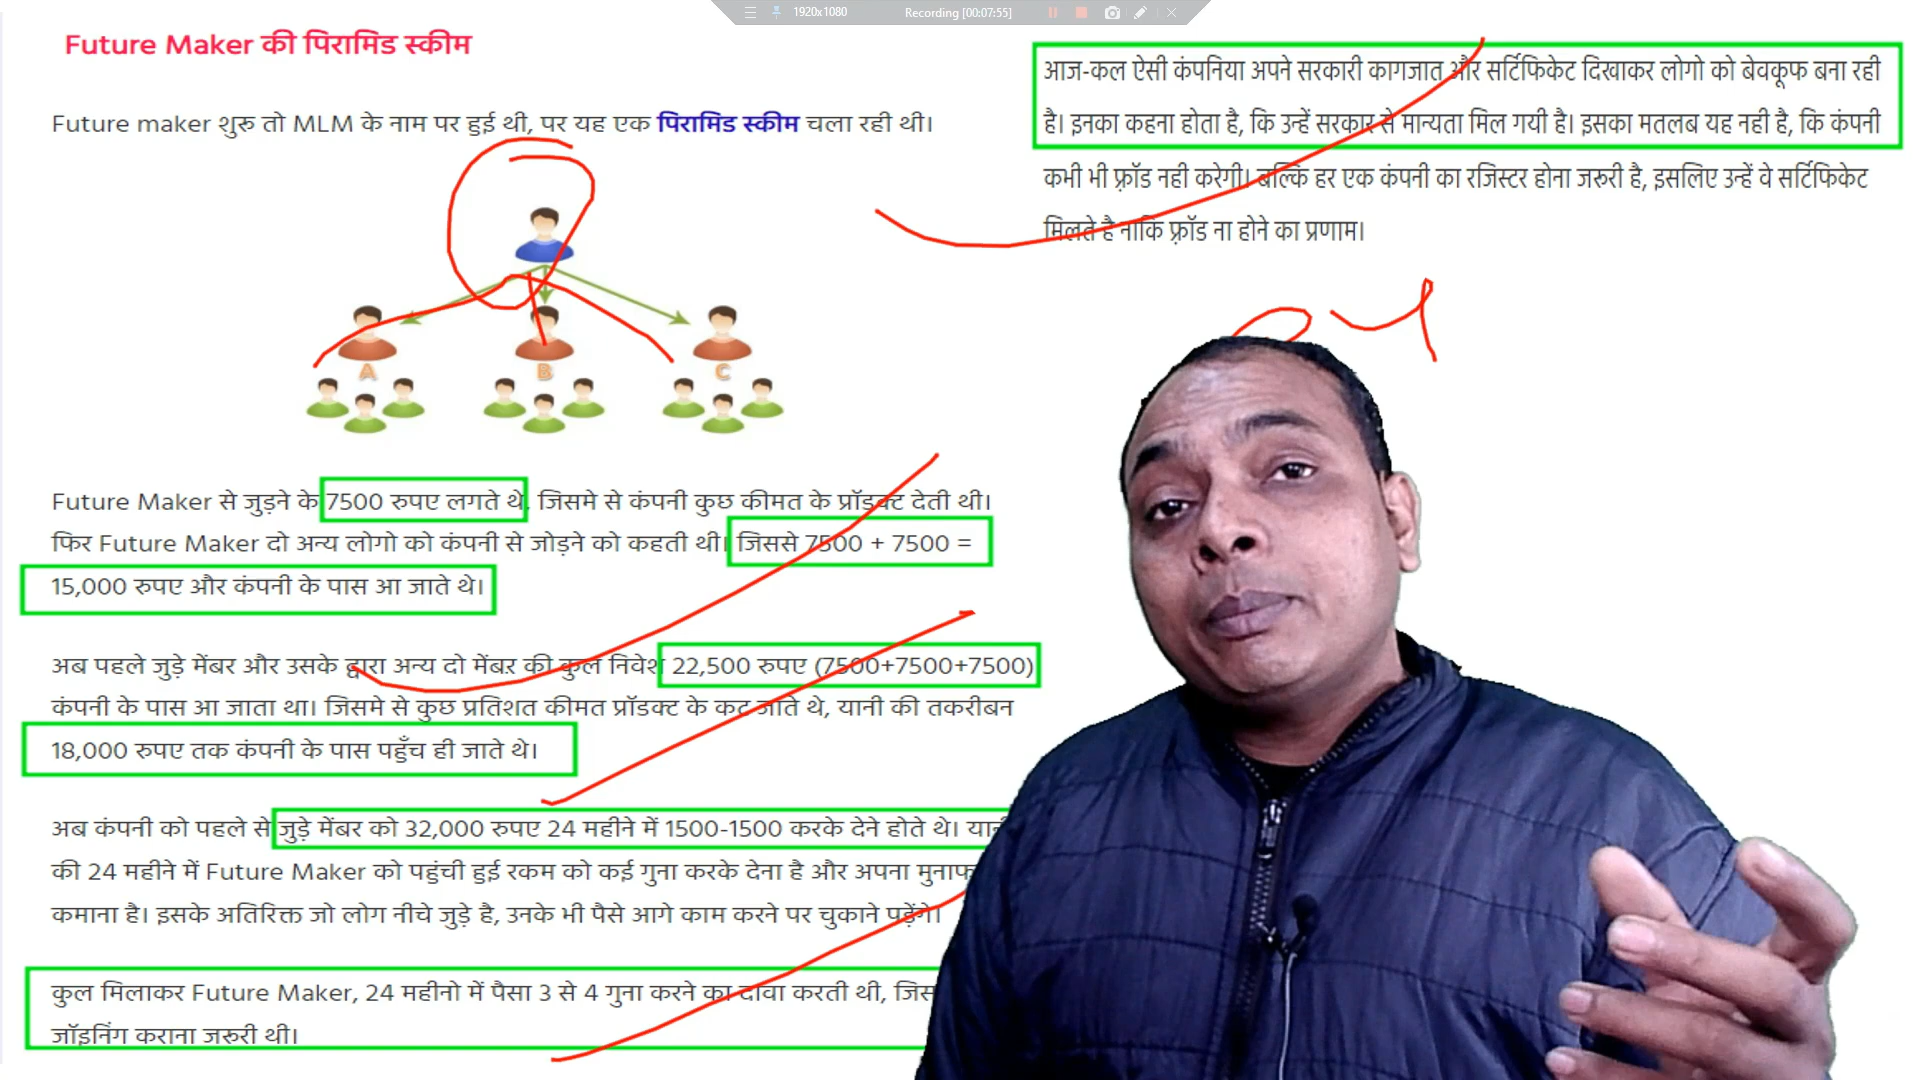 1920x1080
Recording [00:07:55]
Future Maker की पिरामिड स्कीम
Future maker शुरू तो MLM के नाम पर हुई थी, पर यह एक पिरामिड स्कीम चला रही थी।
A
B
C
Future Maker से जुड़ने के 7500 रुपए लगते थे, जिसमे से कंपनी कुछ कीमत के प्रॉडक्ट देती थी।
फिर Future Maker दो अन्य लोगो को कंपनी से जोड़ने को कहती थी। जिससे 7500 + 7500 =
15,000 रुपए और कंपनी के पास आ जाते थे।
अब पहले जुड़े मेंबर और उसके द्वारा अन्य दो मेंबऱ की कुल निवेश 22,500 रुपए (7500+7500+7500)
कंपनी के पास आ जाता था। जिसमे से कुछ प्रतिशत कीमत प्रॉडक्ट के कट जाते थे, यानी की तकरीबन
18,000 रुपए तक कंपनी के पास पहुँच ही जाते थे।
अब कंपनी को पहले से जुड़े मेंबर को 32,000 रुपए 24 महीने में 1500-1500 करके देने होते थे।
की 24 महीने में Future Maker को पहुंची हुई रकम को कई गुना करके देना है और अपना
कमाना है। इसके अतिरिक्त जो लोग नीचे जुड़े है, उनके भी पैसे आगे काम करने पर चुकाने पड़ेंगे।
कुल मिलाकर Future Maker, 24 महीनो में पैसा 3 से 4 गुना करने का दावा करती थी,
जॉइनिंग कराना जरूरी थी।
आज-कल ऐसी कंपनिया अपने सरकारी कागजात और सर्टिफिकेट दिखाकर लोगो को बेवकूफ बना रही
है। इनका कहना होता है, कि उन्हें सरकार से मान्यता मिल गयी है। इसका मतलब यह नही है, कि कंपनी
कभी भी फ़्रॉड नही करेगी। बल्कि हर एक कंपनी का रजिस्टर होना जरूरी है, इसलिए उन्हें वे सर्टिफिकेट
मिलते है नाकि फ़्रॉड ना होने का प्रणाम।